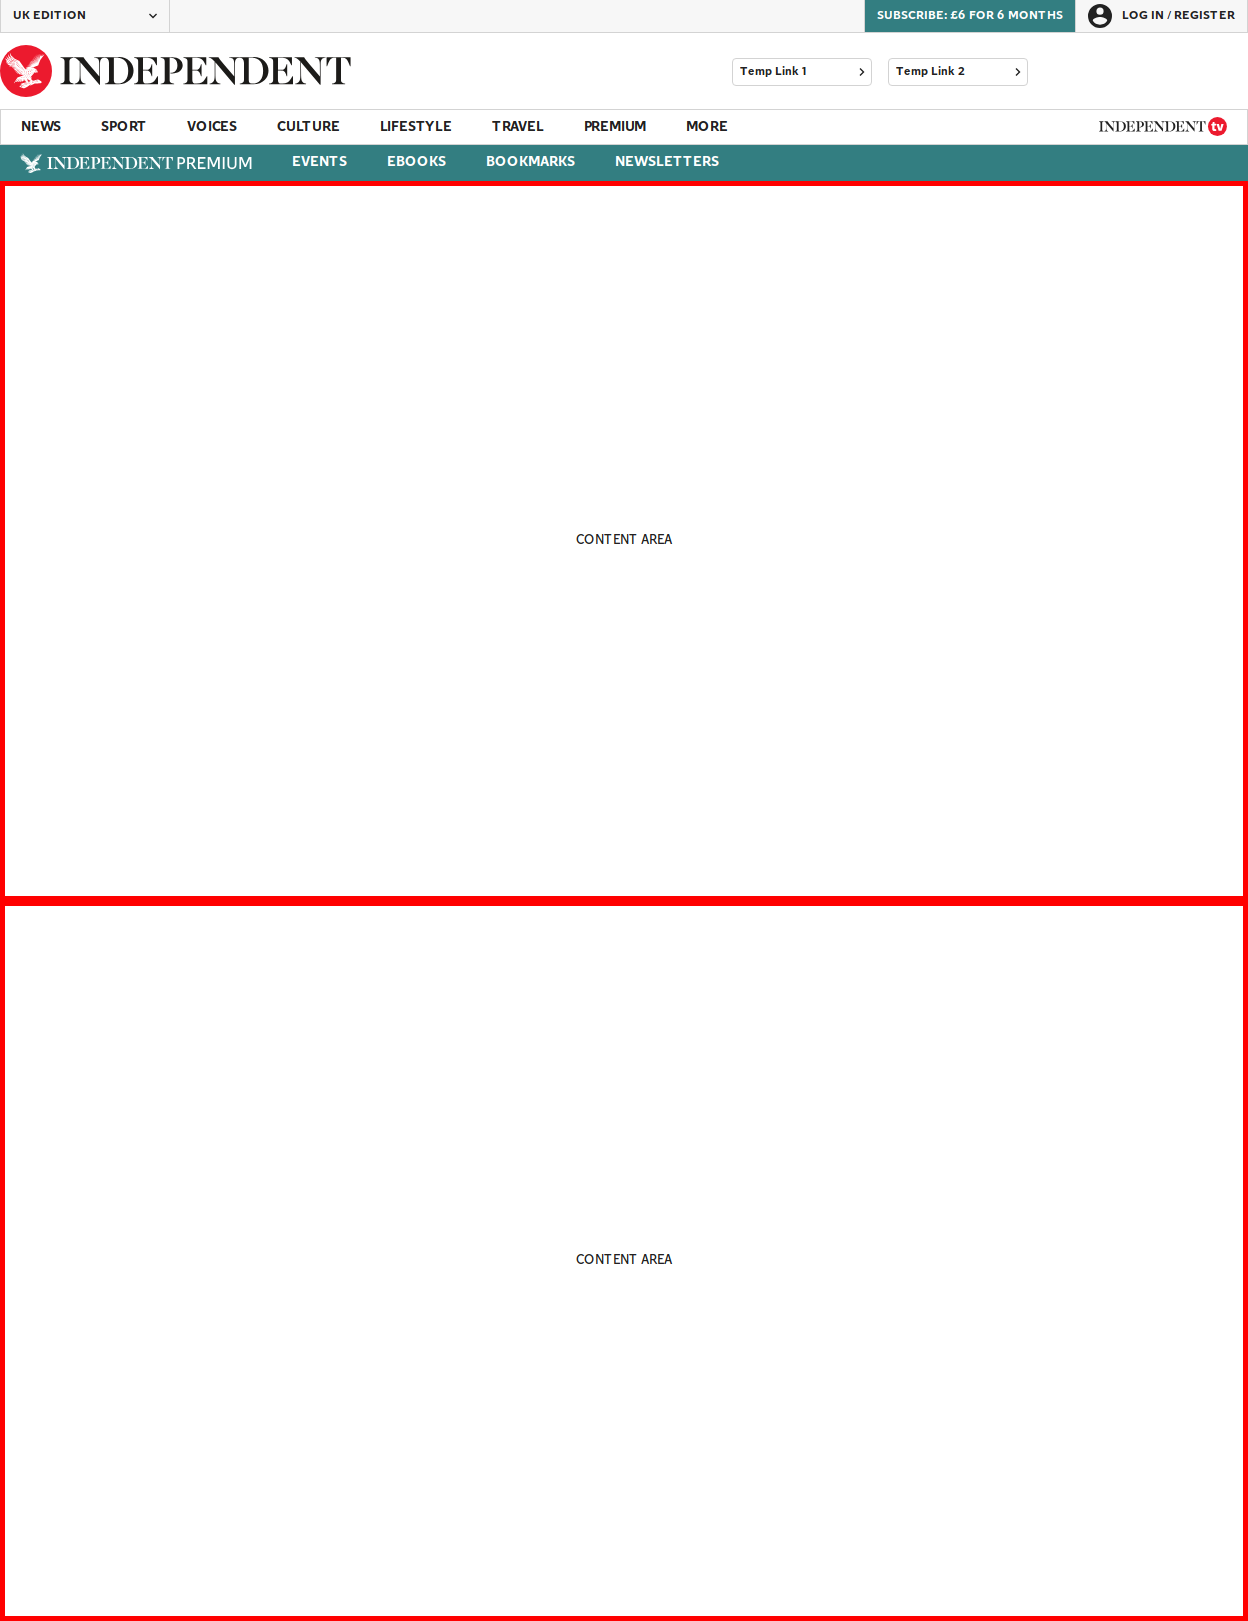 UK EDITION
SUBSCRIBE: £6 FOR 6 MONTHS
LOG IN / REGISTER
INDEPENDENT
Temp Link 1
Temp Link 2
NEWS SPORT VOICES CULTURE LIFESTYLE TRAVEL PREMIUM MORE
INDEPENDENT tv
INDEPENDENT PREMIUM EVENTS EBOOKS BOOKMARKS NEWSLETTERS
CONTENT AREA
CONTENT AREA